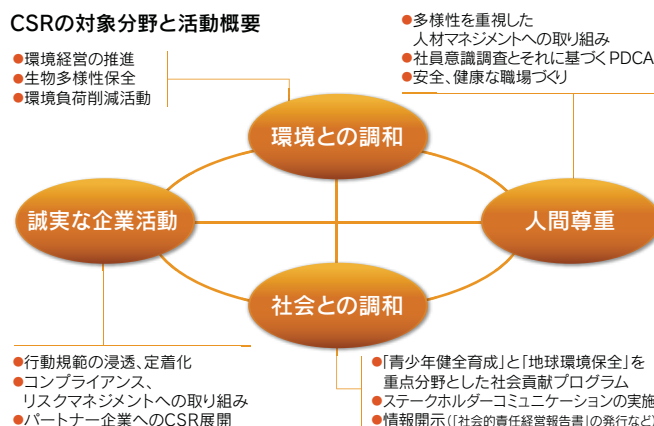 CSRの対象分野と活動概要
●環境経営の推進
●生物多様性保全
●環境負荷削減活動
●多様性を重視した
人材マネジメントへの取り組み
●社員意識調査とそれに基づくPDCA
●安全、健康な職場づくり
環境との調和
誠実な企業活動
人間尊重
社会との調和
●行動規範の浸透、定着化
●コンプライアンス、
リスクマネジメントへの取り組み
●パートナー企業へのCSR展開
●「青少年健全育成」と「地球環境保全」を
重点分野とした社会貢献プログラム
●ステークホルダーコミュニケーションの実施
●情報開示(「社会的責任経営報告書」の発行など)